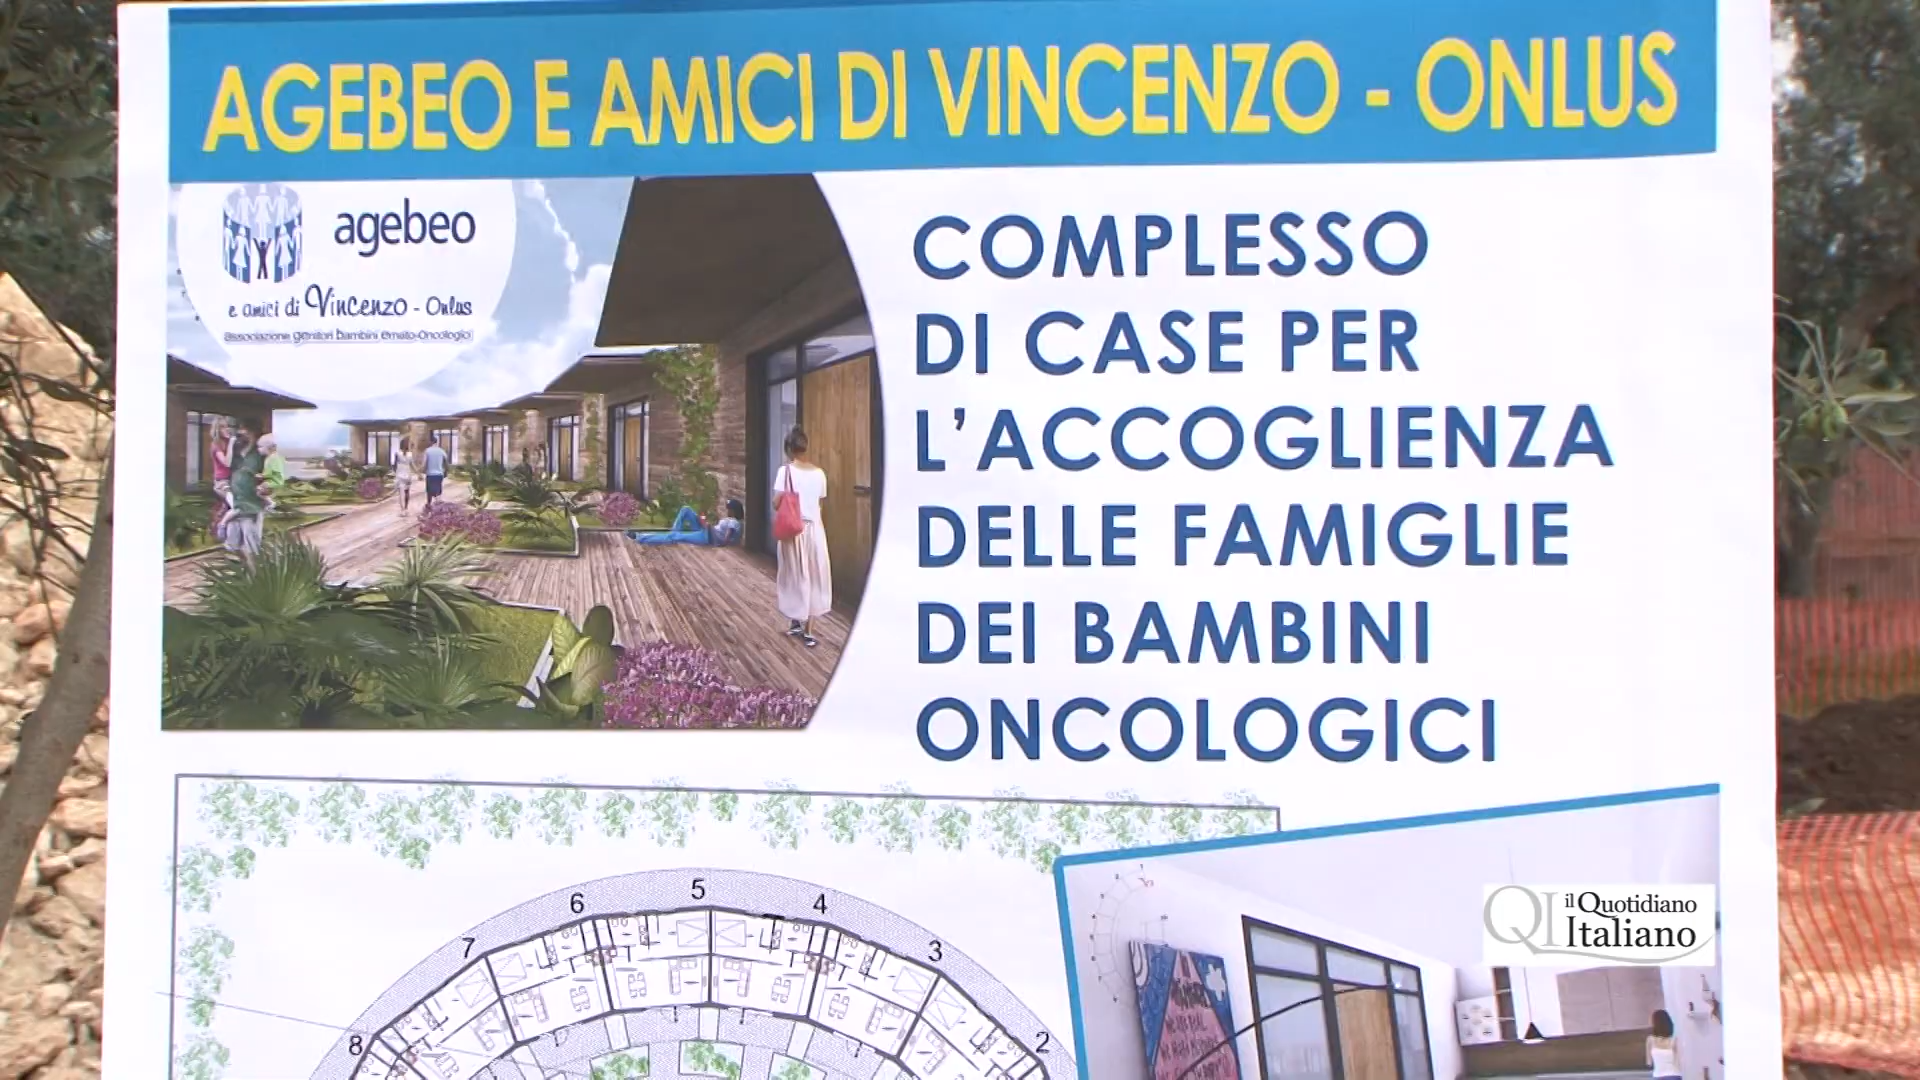 AGEBEO E AMICI DI VINCENZO - ONLUS
agebeo
e amici di Vincenzo - Onlus
associazione genitori bambini emato-oncologici
COMPLESSO
DI CASE PER
L'ACCOGLIENZA
DELLE FAMIGLIE
DEI BAMBINI
ONCOLOGICI
5
6
4
7
3
8
2
QI il Quotidiano
Italiano